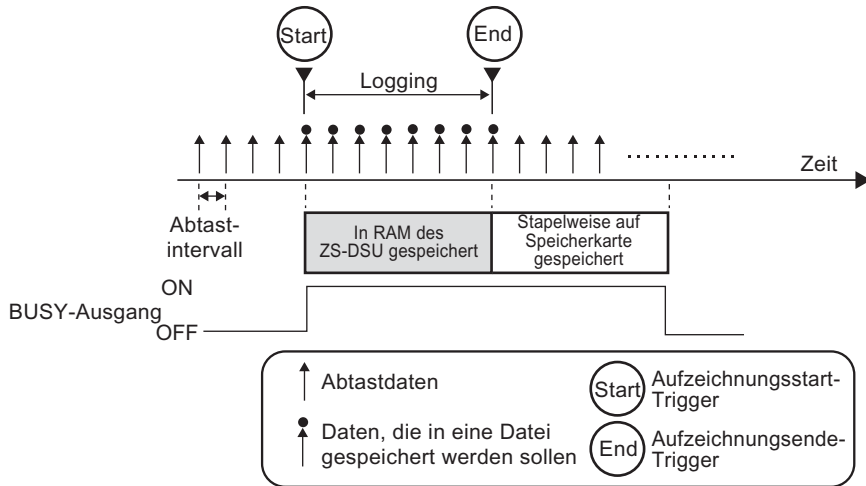 Start
End
Logging
Zeit
Abtast-
intervall
In RAM des
ZS-DSU gespeichert
Stapelweise auf
Speicherkarte
gespeichert
ON
BUSY-Ausgang
OFF
Abtastdaten
Start
Aufzeichnungsstart-
Trigger
Daten, die in eine Datei
gespeichert werden sollen
End
Aufzeichnungsende-
Trigger